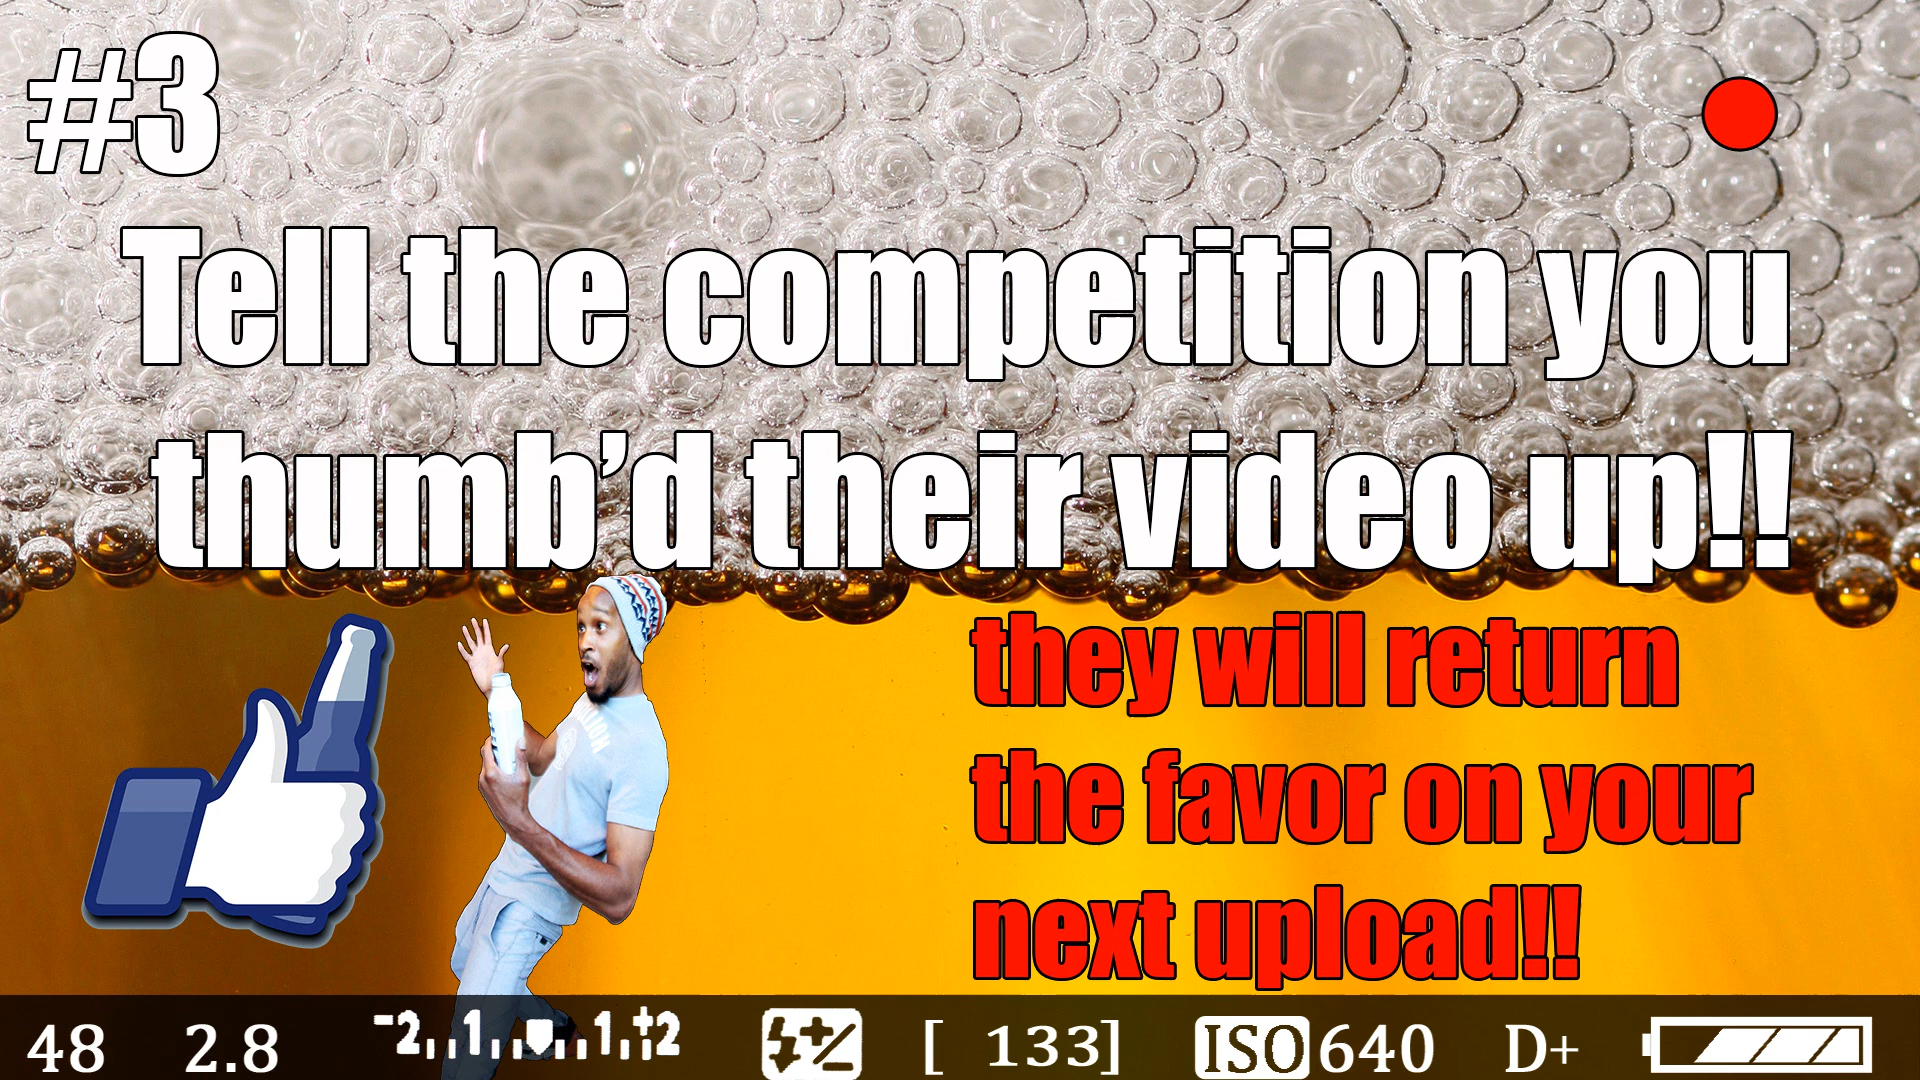 #3
Tell the competition you
thumb’d their video up!!
they will return
the favor on your
next upload!!
48 2.8 -2 1 1 +2 [ 133] ISO 640 D+